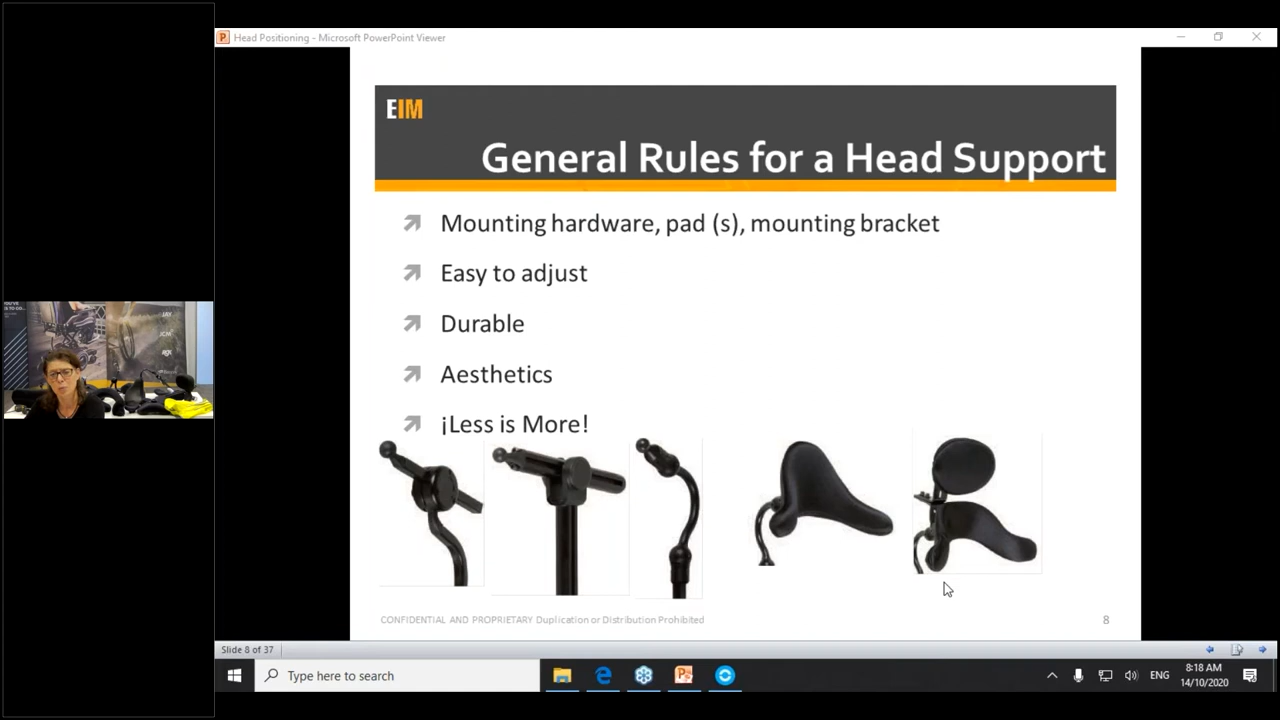 Head Positioning - Microsoft PowerPoint Viewer
EIM
General Rules for a Head Support
Mounting hardware, pad (s), mounting bracket
Easy to adjust
Durable
Aesthetics
¡Less is More!
CONFIDENTIAL AND PROPRIETARY Duplication or Distribution Prohibited
8
Slide 8 of 37
Type here to search
ENG
8:18 AM
14/10/2020
JAY